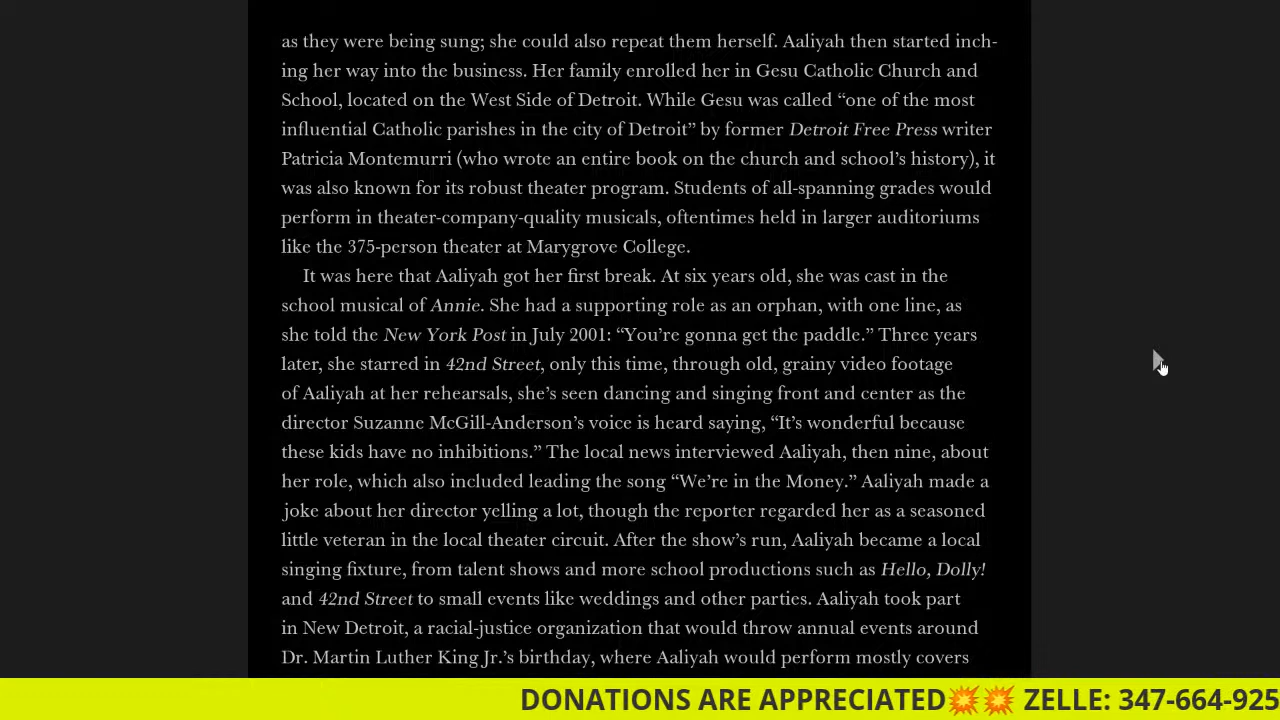 as they were being sung; she could also repeat them herself. Aaliyah then started inch-
ing her way into the business. Her family enrolled her in Gesu Catholic Church and
School, located on the West Side of Detroit. While Gesu was called “one of the most
influential Catholic parishes in the city of Detroit” by former Detroit Free Press writer
Patricia Montemurri (who wrote an entire book on the church and school’s history), it
was also known for its robust theater program. Students of all-spanning grades would
perform in theater-company-quality musicals, oftentimes held in larger auditoriums
like the 375-person theater at Marygrove College.
It was here that Aaliyah got her first break. At six years old, she was cast in the
school musical of Annie. She had a supporting role as an orphan, with one line, as
she told the New York Post in July 2001: “You’re gonna get the paddle.” Three years
later, she starred in 42nd Street, only this time, through old, grainy video footage
of Aaliyah at her rehearsals, she’s seen dancing and singing front and center as the
director Suzanne McGill-Anderson’s voice is heard saying, “It’s wonderful because
these kids have no inhibitions.” The local news interviewed Aaliyah, then nine, about
her role, which also included leading the song “We’re in the Money.” Aaliyah made a
joke about her director yelling a lot, though the reporter regarded her as a seasoned
little veteran in the local theater circuit. After the show’s run, Aaliyah became a local
singing fixture, from talent shows and more school productions such as Hello, Dolly!
and 42nd Street to small events like weddings and other parties. Aaliyah took part
in New Detroit, a racial-justice organization that would throw annual events around
Dr. Martin Luther King Jr.’s birthday, where Aaliyah would perform mostly covers
DONATIONS ARE APPRECIATED💥💥 ZELLE: 347-664-925